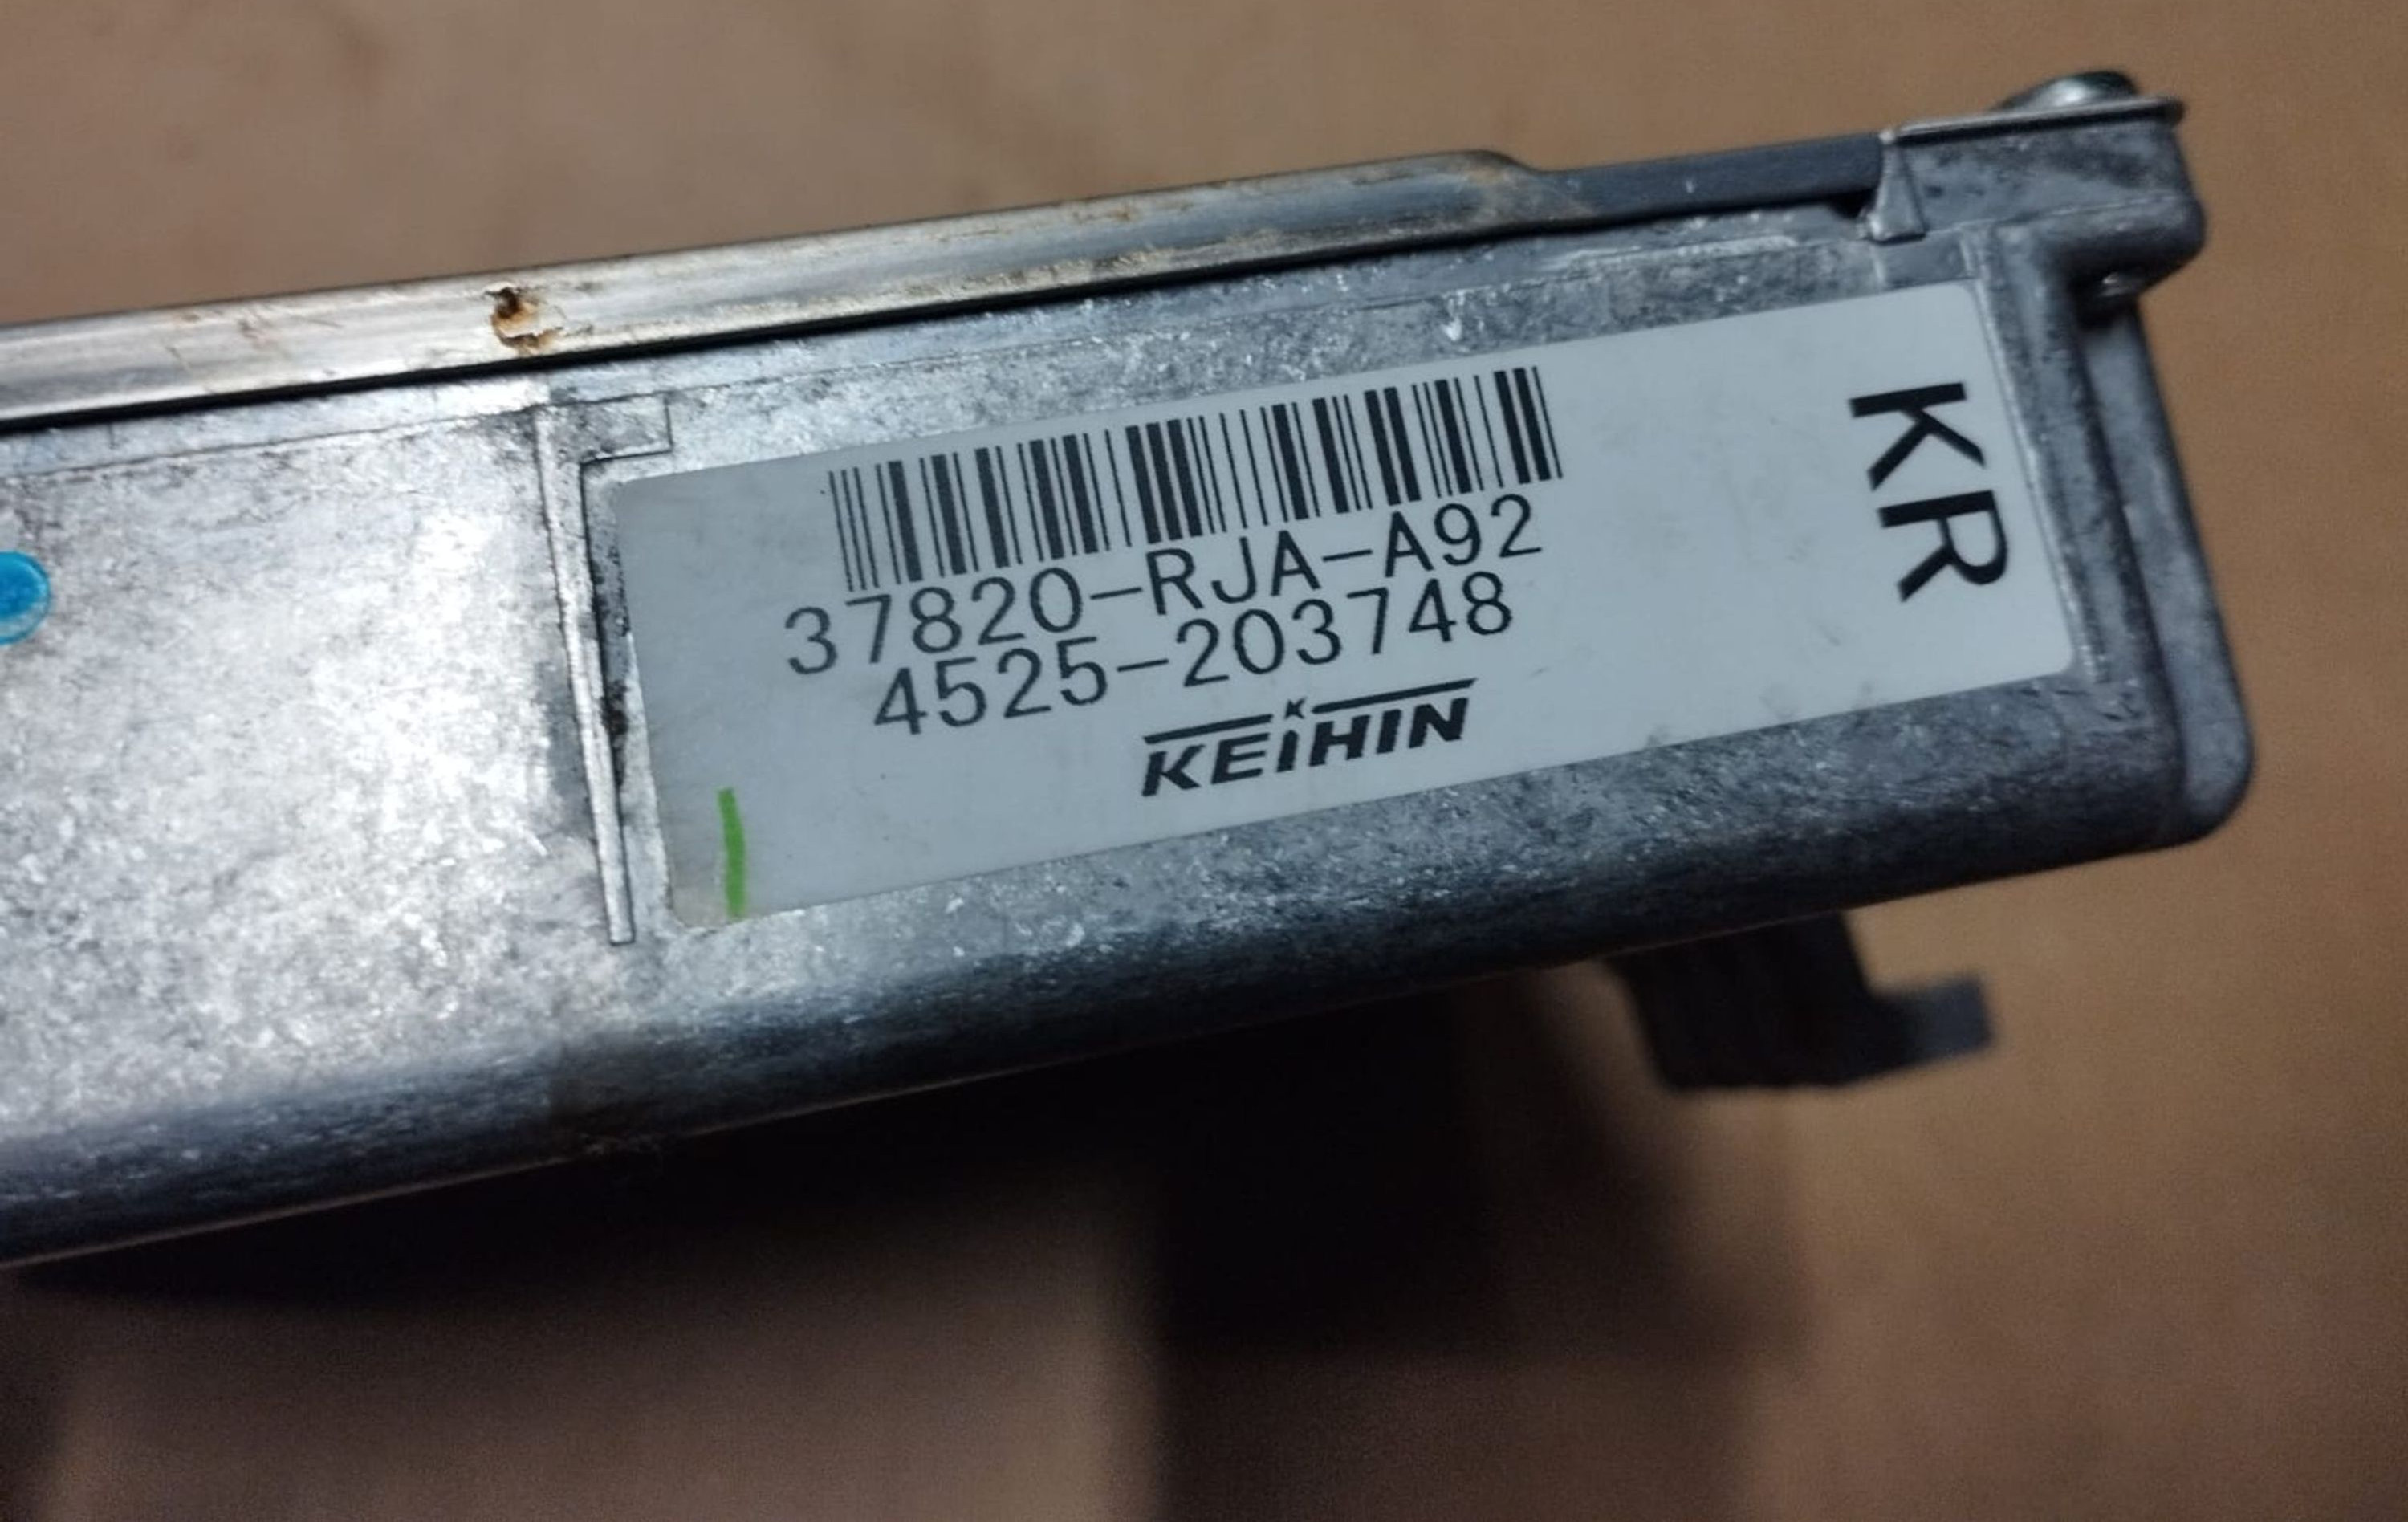 37820-RJA-A92
4525-203748
K
KEiHIN
KR